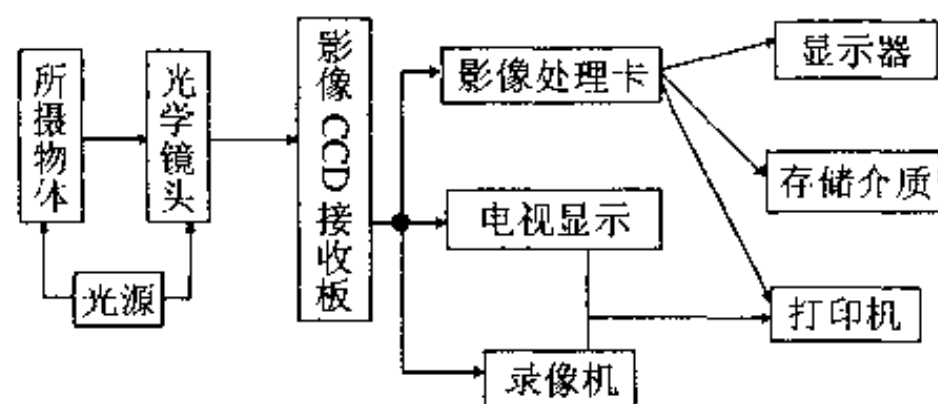 所摄物体
光学镜头
光源
影像CCD接收板
影像处理卡
电视显示
录像机
显示器
存储介质
打印机